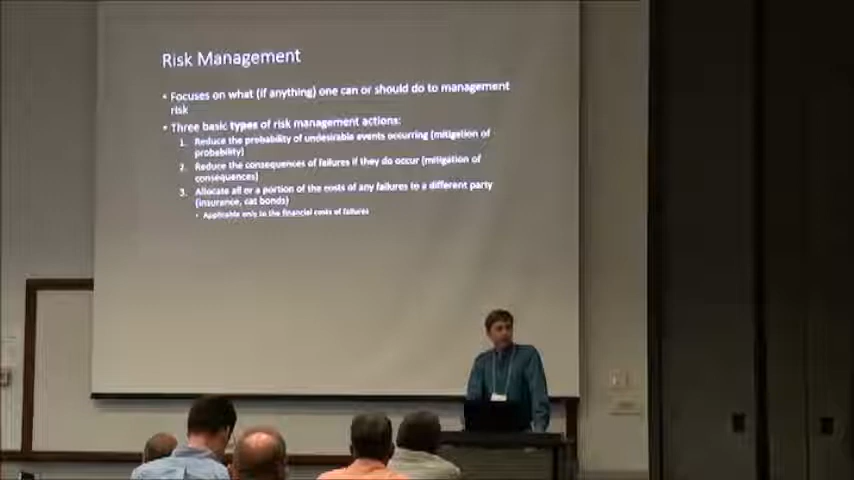 Risk Management
• Focuses on what (if anything) one can or should do to management
risk
• Three basic types of risk management actions:
1. Reduce the probability of undesirable events occurring (mitigation of
probability)
2. Reduce the consequences of failures if they do occur (mitigation of
consequences)
3. Allocate all or a portion of the costs of any failures to a different party
(insurance, cat bonds)
• Applicable only to the financial costs of failures